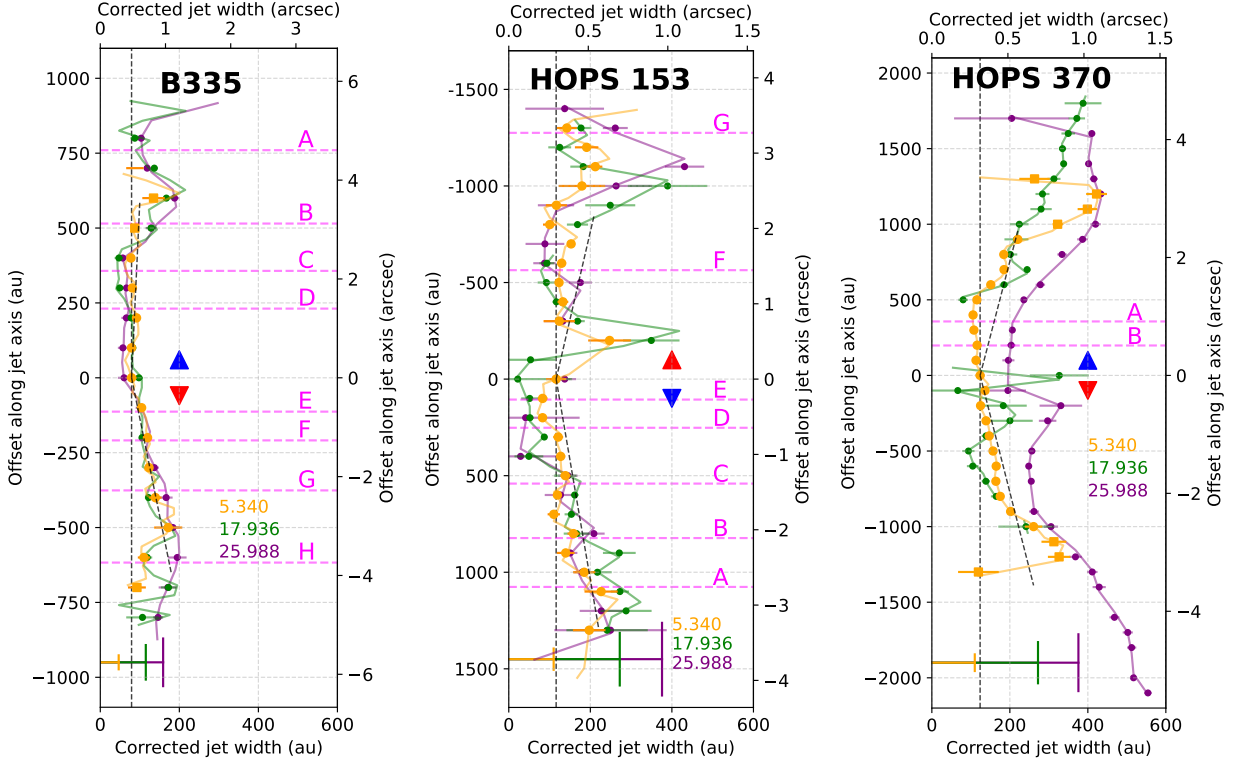 Corrected jet width (arcsec)
0 1 2 3
B335
1000
750
500
250
0
−250
−500
−750
−1000
Offset along jet axis (au)
A
B
C
D
E
F
G
H
5.340
17.936
25.988
6
4
2
0
−2
−4
−6
Offset along jet axis (arcsec)
0 200 400 600
Corrected jet width (au)
Corrected jet width (arcsec)
0.0 0.5 1.0 1.5
HOPS 153
-1500
-1000
-500
0
500
1000
1500
Offset along jet axis (au)
G
F
E
D
C
B
A
5.340
17.936
25.988
4
3
2
1
0
−1
−2
−3
−4
Offset along jet axis (arcsec)
0 200 400 600
Corrected jet width (au)
Corrected jet width (arcsec)
0.0 0.5 1.0 1.5
HOPS 370
2000
1500
1000
500
0
−500
−1000
−1500
−2000
Offset along jet axis (au)
A
B
5.340
17.936
25.988
4
2
0
−2
−4
Offset along jet axis (arcsec)
0 200 400 600
Corrected jet width (au)